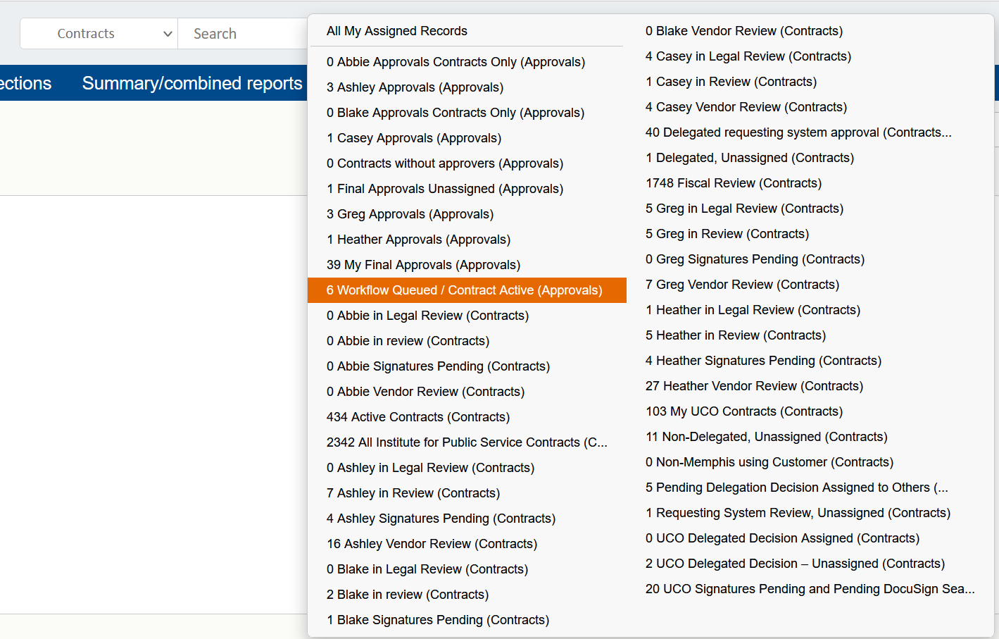 Contracts
Search
ections
Summary/combined reports
All My Assigned Records
0 Abbie Approvals Contracts Only (Approvals)
3 Ashley Approvals (Approvals)
0 Blake Approvals Contracts Only (Approvals)
1 Casey Approvals (Approvals)
0 Contracts without approvers (Approvals)
1 Final Approvals Unassigned (Approvals)
3 Greg Approvals (Approvals)
1 Heather Approvals (Approvals)
39 My Final Approvals (Approvals)
6 Workflow Queued / Contract Active (Approvals)
0 Abbie in Legal Review (Contracts)
0 Abbie in review (Contracts)
0 Abbie Signatures Pending (Contracts)
0 Abbie Vendor Review (Contracts)
434 Active Contracts (Contracts)
2342 All Institute for Public Service Contracts (C...
0 Ashley in Legal Review (Contracts)
7 Ashley in Review (Contracts)
4 Ashley Signatures Pending (Contracts)
16 Ashley Vendor Review (Contracts)
0 Blake in Legal Review (Contracts)
2 Blake in review (Contracts)
1 Blake Signatures Pending (Contracts)
0 Blake Vendor Review (Contracts)
4 Casey in Legal Review (Contracts)
1 Casey in Review (Contracts)
4 Casey Vendor Review (Contracts)
40 Delegated requesting system approval (Contracts...
1 Delegated, Unassigned (Contracts)
1748 Fiscal Review (Contracts)
5 Greg in Legal Review (Contracts)
5 Greg in Review (Contracts)
0 Greg Signatures Pending (Contracts)
7 Greg Vendor Review (Contracts)
1 Heather in Legal Review (Contracts)
5 Heather in Review (Contracts)
4 Heather Signatures Pending (Contracts)
27 Heather Vendor Review (Contracts)
103 My UCO Contracts (Contracts)
11 Non-Delegated, Unassigned (Contracts)
0 Non-Memphis using Customer (Contracts)
5 Pending Delegation Decision Assigned to Others (...
1 Requesting System Review, Unassigned (Contracts)
0 UCO Delegated Decision Assigned (Contracts)
2 UCO Delegated Decision – Unassigned (Contracts)
20 UCO Signatures Pending and Pending DocuSign Sea...